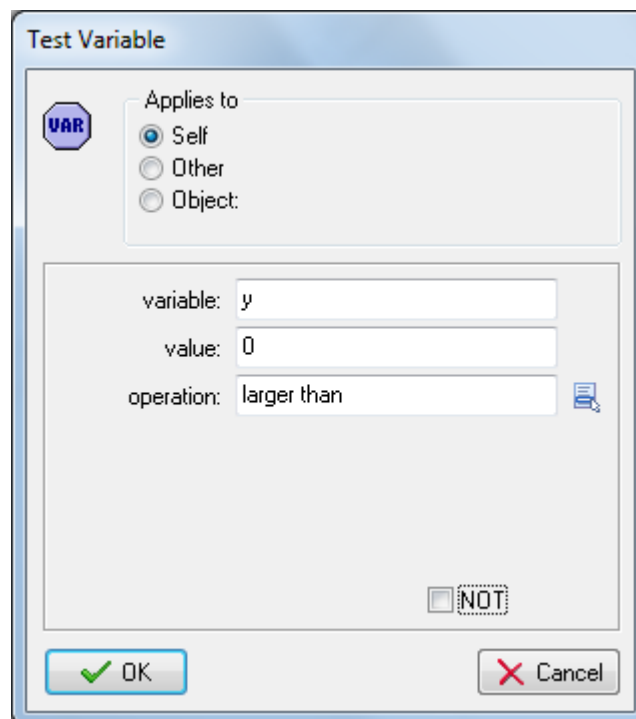 Test Variable
VAR
Applies to
Self
Other
Object:
variable: y
value: 0
operation: larger than
NOT
OK
Cancel